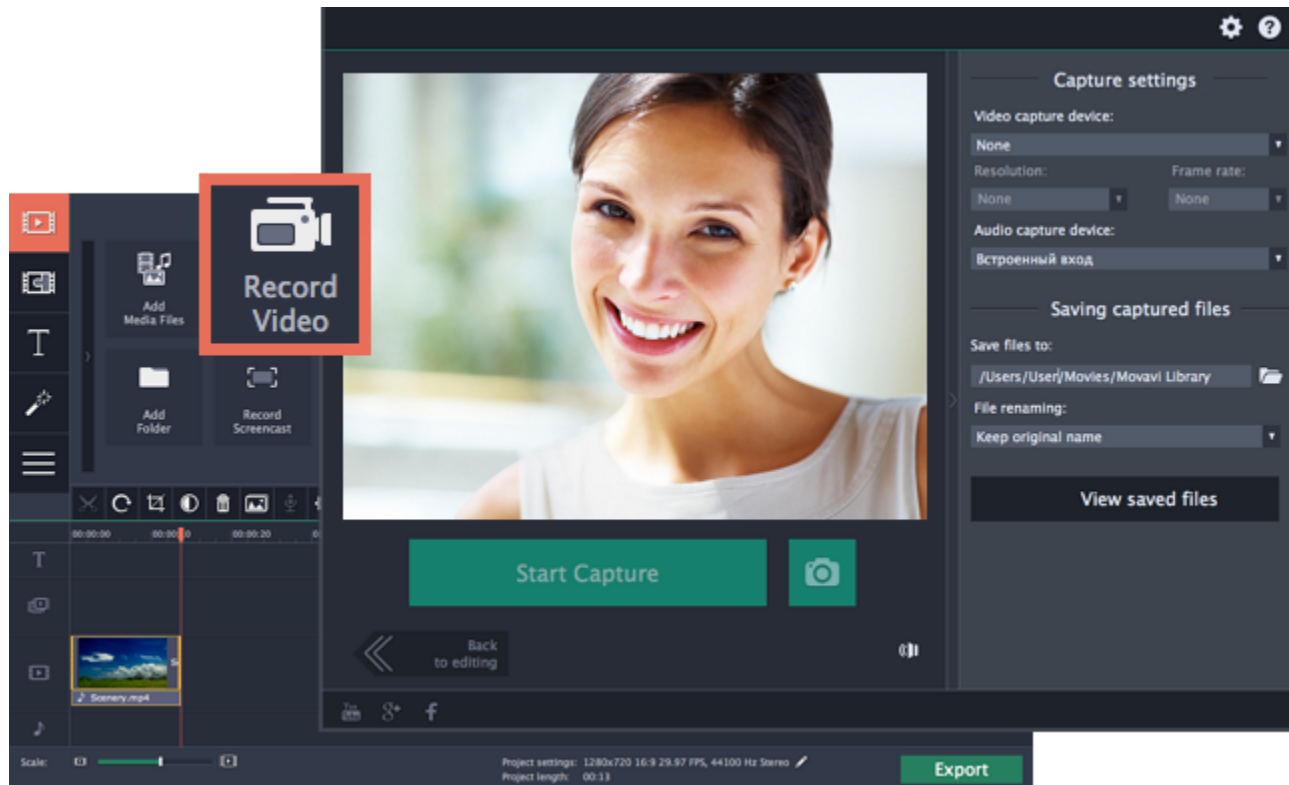 Capture settings
Video capture device:
None
Resolution:
Frame rate:
None
None
Audio capture device:
Встроенный вход
Saving captured files
Save files to:
/Users/User/Movies/Movavi Library
File renaming:
Keep original name
View saved files
Record
Video
Add
Media Files
Add
Folder
Record
Screencast
T
Start Capture
Back
to editing
00:00:00
00:00:20
T
Scenery.mp4
You
g+
f
Scale:
Project settings: 1280x720 16:9 29.97 FPS, 44100 Hz Stereo
Project length: 00:13
Export